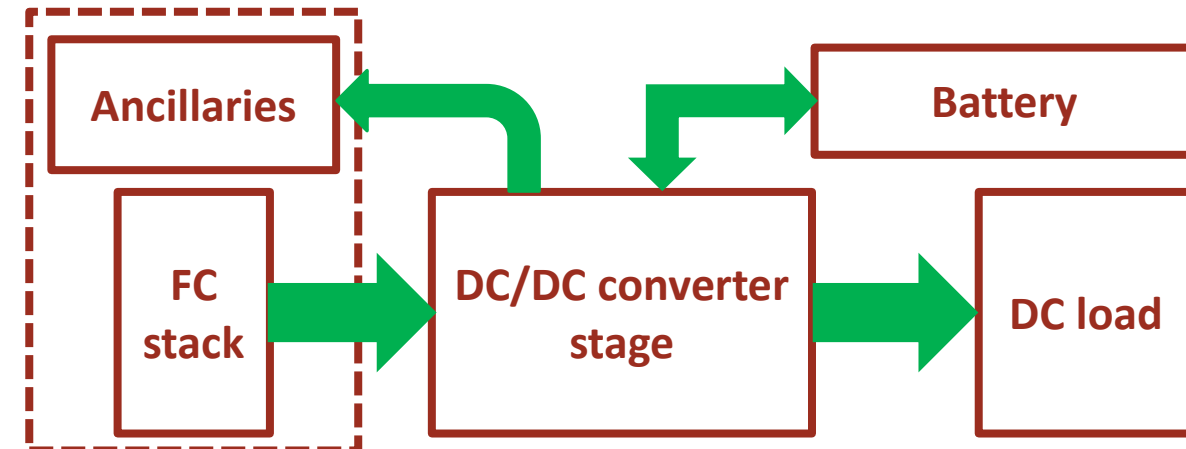 Ancillaries
Battery
FC
stack
DC/DC converter
stage
DC load